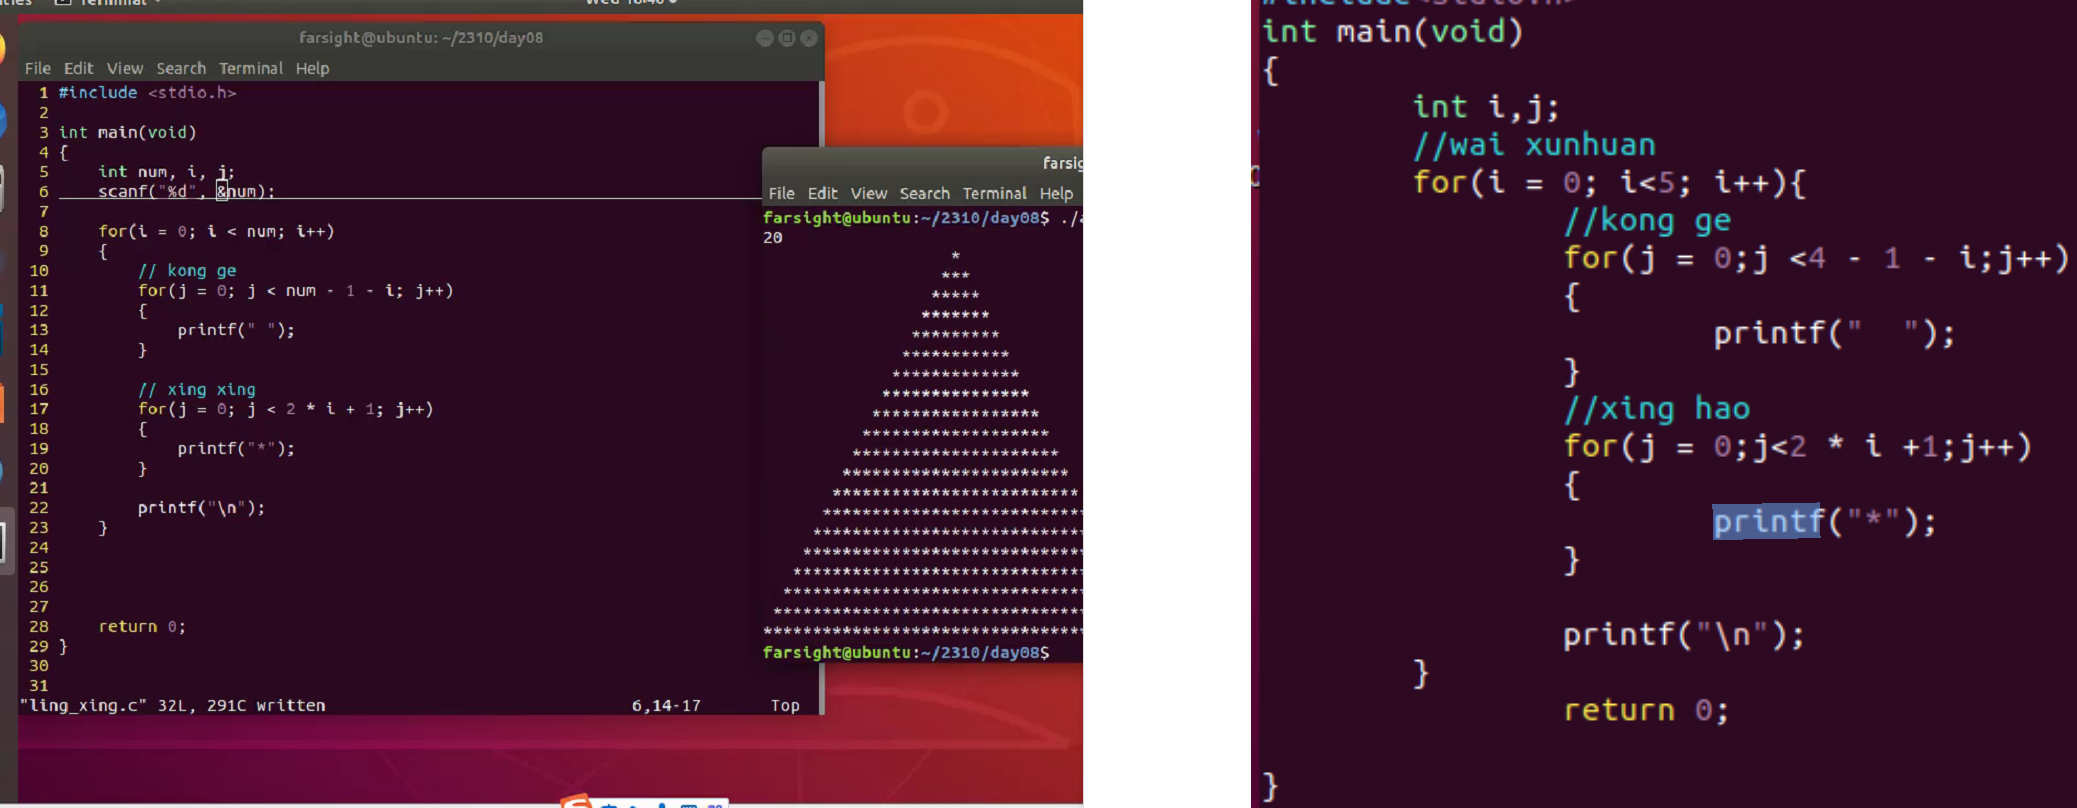 Terminal
Wed 18:40
farsight@ubuntu: ~/2310/day08
File Edit View Search Terminal Help
1 #include <stdio.h>
2
3 int main(void)
4 {
5 int num, i, j;
6 scanf("%d", &num);
7
8 for(i = 0; i < num; i++)
9 {
10 // kong ge
11 for(j = 0; j < num - 1 - i; j++)
12 {
13 printf(" ");
14 }
15
16 // xing xing
17 for(j = 0; j < 2 * i + 1; j++)
18 {
19 printf("*");
20 }
21
22 printf("\n");
23 }
24
25
26
27
28 return 0;
29 }
30
31
"ling_xing.c" 32L, 291C written 6,14-17 Top
File Edit View Search Terminal Help
farsight@ubuntu:~/2310/day08$ ./
20
*
***
*****
*******
*********
***********
*************
***************
*****************
*******************
*********************
***********************
*************************
farsight@ubuntu:~/2310/day08$
#include<stdio.h>
int main(void)
{
int i,j;
//wai xunhuan
for(i = 0; i<5; i++){
//kong ge
for(j = 0;j <4 - 1 - i;j++)
{
printf("  ");
}
//xing hao
for(j = 0;j<2 * i +1;j++)
{
printf("*");
}
printf("\n");
}
return 0;
}